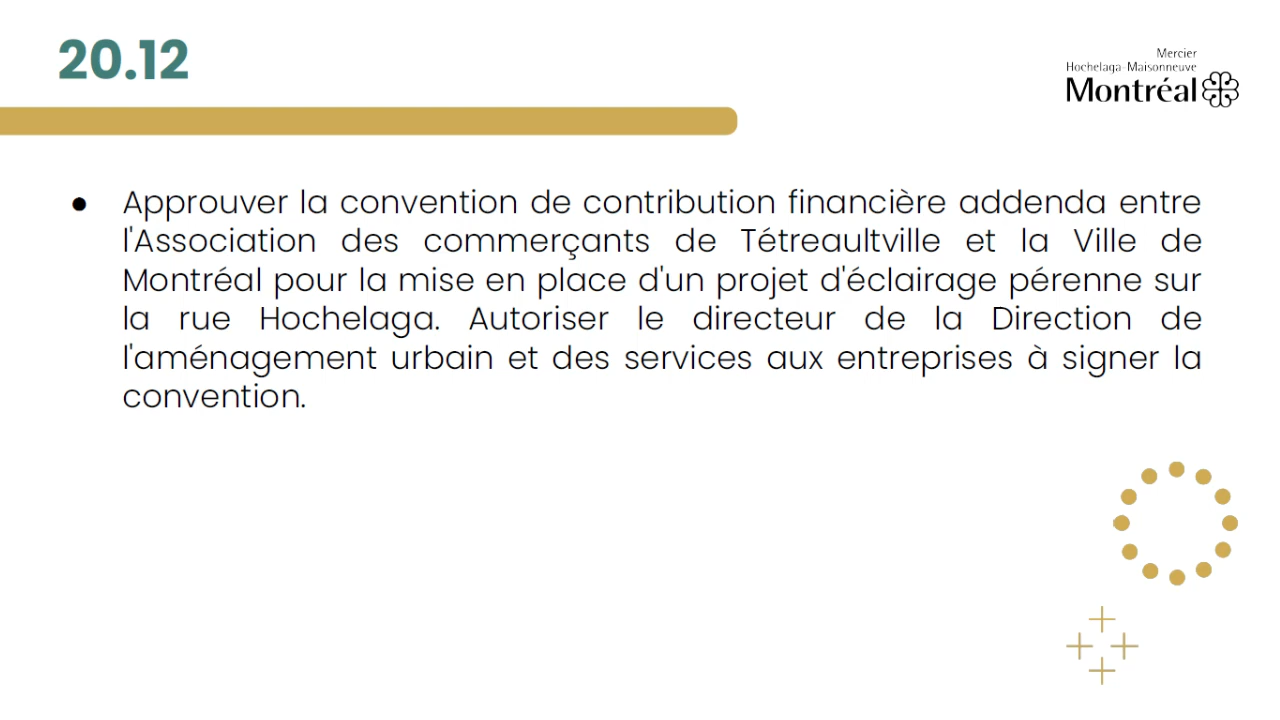 20.12
Mercier
Hochelaga-Maisonneuve
Montréal
● Approuver la convention de contribution financière addenda entre
l'Association des commerçants de Tétreaultville et la Ville de
Montréal pour la mise en place d'un projet d'éclairage pérenne sur
la rue Hochelaga. Autoriser le directeur de la Direction de
l'aménagement urbain et des services aux entreprises à signer la
convention.